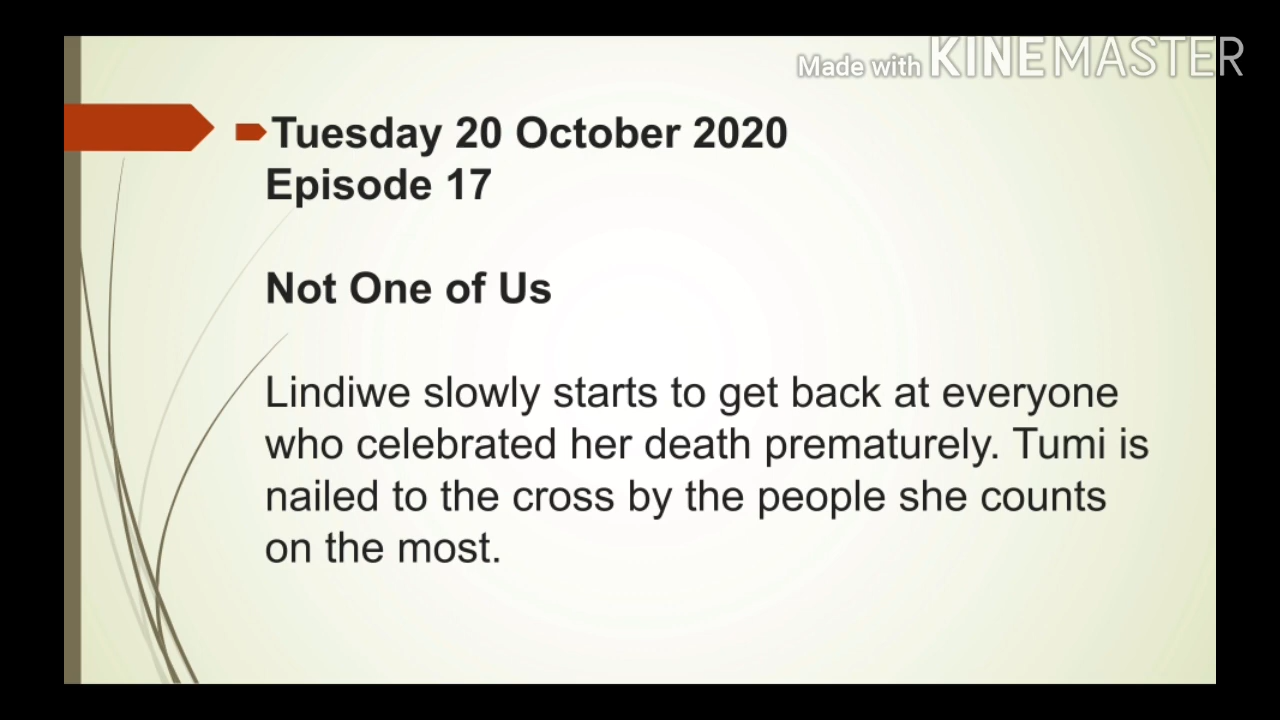 Made with KINEMASTER
Tuesday 20 October 2020
Episode 17
Not One of Us
Lindiwe slowly starts to get back at everyone
who celebrated her death prematurely. Tumi is
nailed to the cross by the people she counts
on the most.